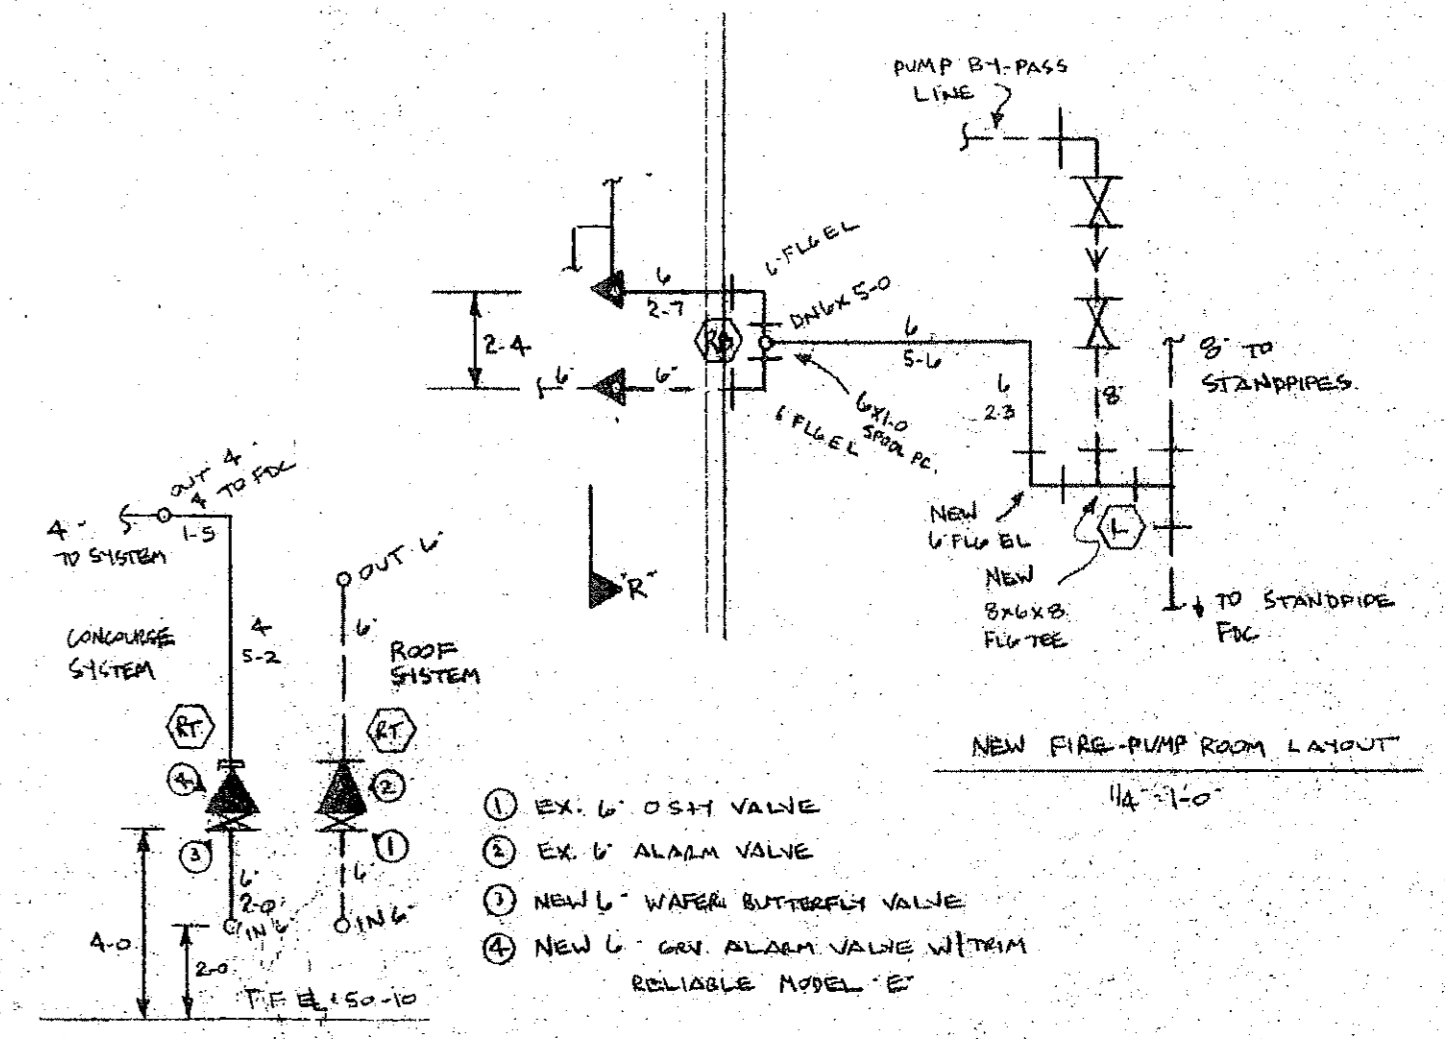 PUMP BY-PASS
LINE
6" FLG EL
DN 6 x 5-0
6
2-7
2-4
RB
6
5-6
6"
6"
6x1-0
SPOOL PC.
6" FLG EL
6
2-3
8"
8" TO
STANDPIPES
NEW
6" FLG EL
L
NEW
8x6x8
FLG TEE
TO STANDPIPE
FDC
OUT 4"
4 TO FDC
4"
TO SYSTEM
1-5
OUT 6"
"R"
CONCOURSE
SYSTEM
4
5-2
6"
ROOF
SYSTEM
RT.
RT.
4
2
3
1
6"
2-0
6"
IN 6"
IN 6"
4-0
2-0
T.F. EL. 50-10
NEW FIRE-PUMP ROOM LAYOUT
1/4"-1'-0"
1 EX. 6" OS+Y VALVE
2 EX. 6" ALARM VALVE
3 NEW 6" WAFER BUTTERFLY VALVE
4 NEW 6" GRV. ALARM VALVE W/TRIM
RELIABLE MODEL "E"